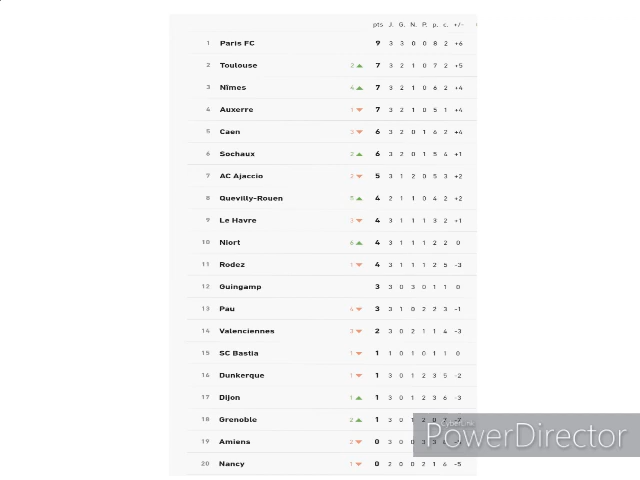 pts J. G. N. P. p. c. +/-
1 Paris FC 9 3 3 0 0 8 2 +6
2 Toulouse 2 7 3 2 1 0 7 2 +5
3 Nîmes 4 7 3 2 1 0 6 2 +4
4 Auxerre 1 7 3 2 1 0 5 1 +4
5 Caen 3 6 3 2 0 1 6 2 +4
6 Sochaux 2 6 3 2 0 1 5 4 +1
7 AC Ajaccio 2 5 3 1 2 0 5 3 +2
8 Quevilly-Rouen 5 4 2 1 1 0 4 2 +2
9 Le Havre 3 4 3 1 1 1 3 2 +1
10 Niort 6 4 3 1 1 1 2 2 0
11 Rodez 1 4 3 1 1 1 2 5 -3
12 Guingamp 3 3 0 3 0 1 1 0
13 Pau 4 3 3 1 0 2 2 3 -1
14 Valenciennes 3 2 3 0 2 1 1 4 -3
15 SC Bastia 1 1 1 0 1 0 1 1 0
16 Dunkerque 1 1 3 0 1 2 3 5 -2
17 Dijon 1 1 3 0 1 2 3 6 -3
18 Grenoble 2 1 3 0 1 2 0 7 -7
19 Amiens 2 0 3 0 0 3
20 Nancy 1 0 2 0 0 2 1 6 -5
CyberLink
PowerDirector